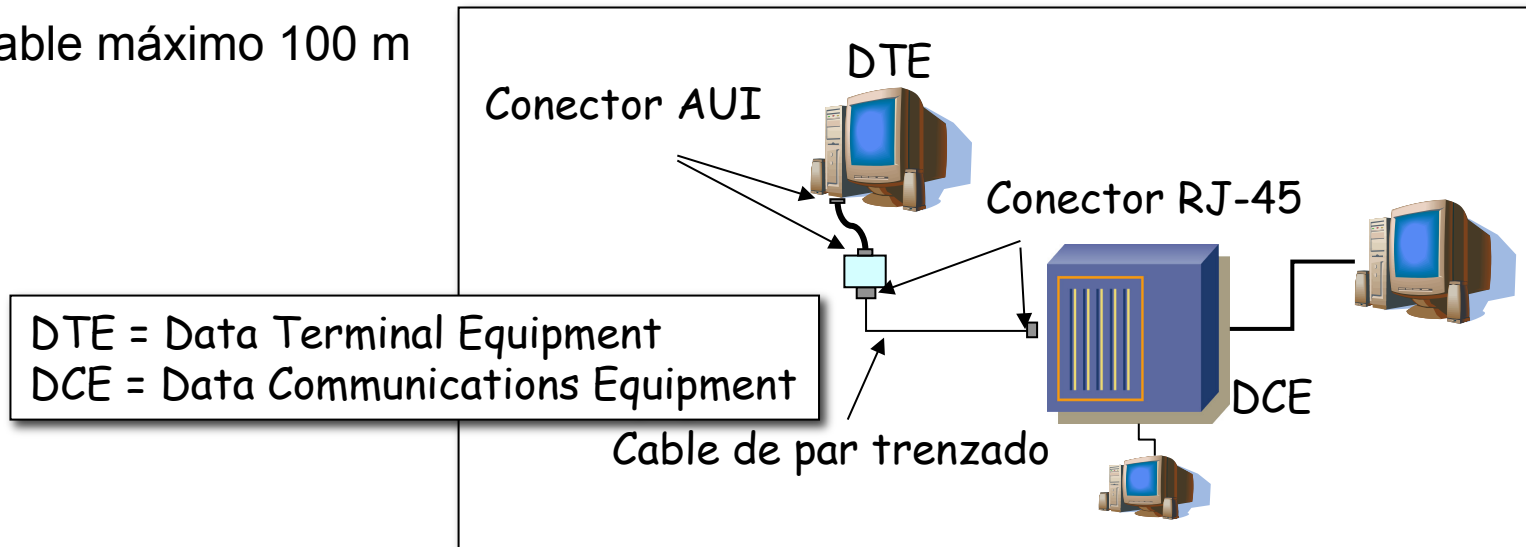 able máximo 100 m
DTE
Conector AUI
Conector RJ-45
DTE = Data Terminal Equipment
DCE = Data Communications Equipment
DCE
Cable de par trenzado